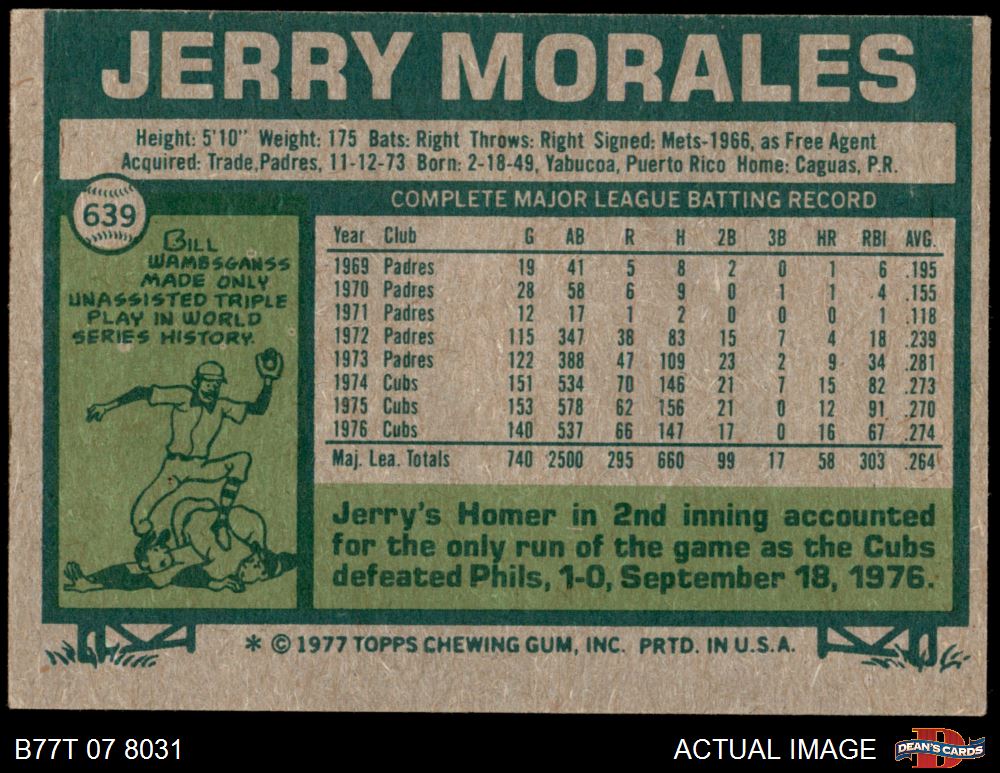 JERRY MORALES
Height: 5'10" Weight: 175 Bats: Right Throws: Right Signed: Mets-1966, as Free Agent
Acquired: Trade,Padres, 11-12-73 Born: 2-18-49, Yabucoa, Puerto Rico Home: Caguas, P.R.
639
BILL
WAMBSGANSS
MADE ONLY
UNASSISTED TRIPLE
PLAY IN WORLD
SERIES HISTORY.
COMPLETE MAJOR LEAGUE BATTING RECORD
Year Club G AB R H 2B 3B HR RBI AVG.
1969 Padres 19 41 5 8 2 0 1 6 .195
1970 Padres 28 58 6 9 0 1 1 4 .155
1971 Padres 12 17 1 2 0 0 0 1 .118
1972 Padres 115 347 38 83 15 7 4 18 .239
1973 Padres 122 388 47 109 23 2 9 34 .281
1974 Cubs 151 534 70 146 21 7 15 82 .273
1975 Cubs 153 578 62 156 21 0 12 91 .270
1976 Cubs 140 537 66 147 17 0 16 67 .274
Maj. Lea. Totals 740 2500 295 660 99 17 58 303 .264
Jerry's Homer in 2nd inning accounted
for the only run of the game as the Cubs
defeated Phils, 1-0, September 18, 1976.
* © 1977 TOPPS CHEWING GUM, INC. PRTD. IN U.S.A.
B77T 07 8031
ACTUAL IMAGE
DEAN'S CARDS